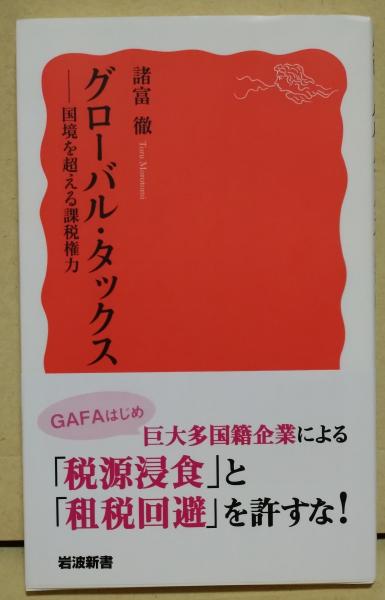 諸富 徹
Toru Morotomi
グローバル・タックス
──国境を超える課税権力
GAFAはじめ
巨大多国籍企業による
「税源浸食」と
「租税回避」を許すな!
岩波新書